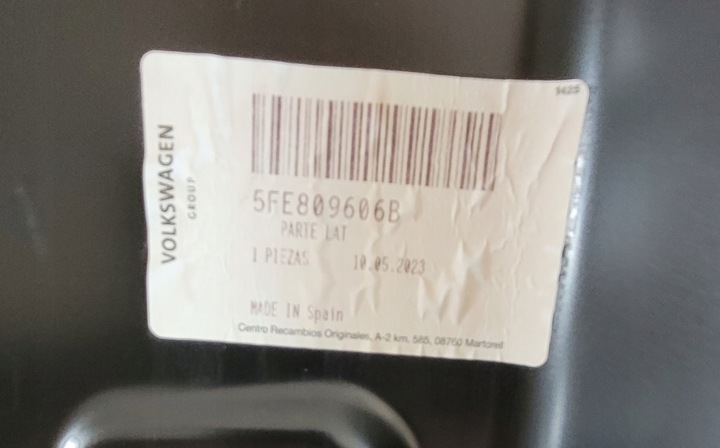 VOLKSWAGEN
GROUP
5FE809606B
PARTE LAT
1 PIEZAS 10.05.2023
MADE IN Spain
Centro Recambios Originales, A-2 km, 585, 08760 Martorell